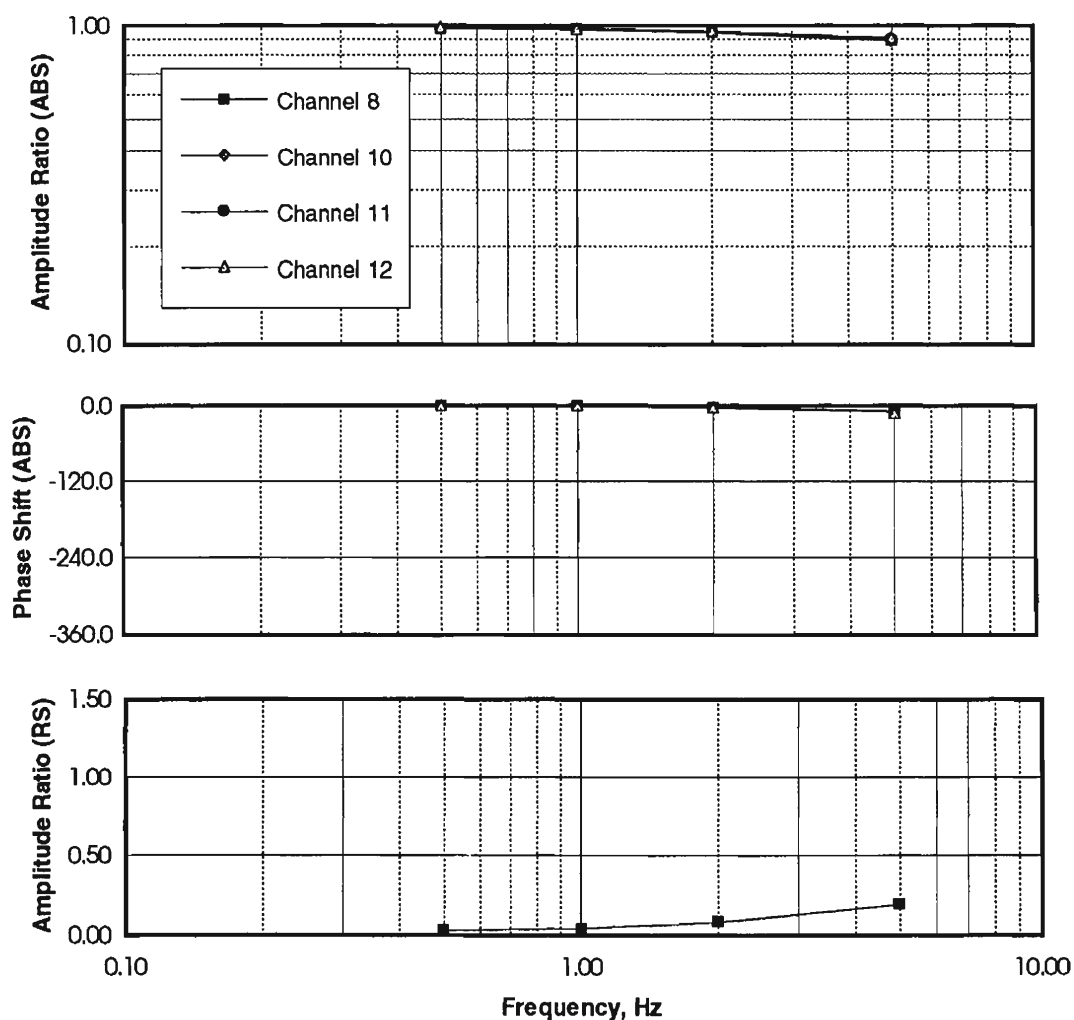 Amplitude Ratio (ABS)
1.00
0.10
Channel 8
Channel 10
Channel 11
Channel 12
Phase Shift (ABS)
0.0
-120.0
-240.0
-360.0
Amplitude Ratio (RS)
1.50
1.00
0.50
0.00
0.10 1.00 10.00
Frequency, Hz